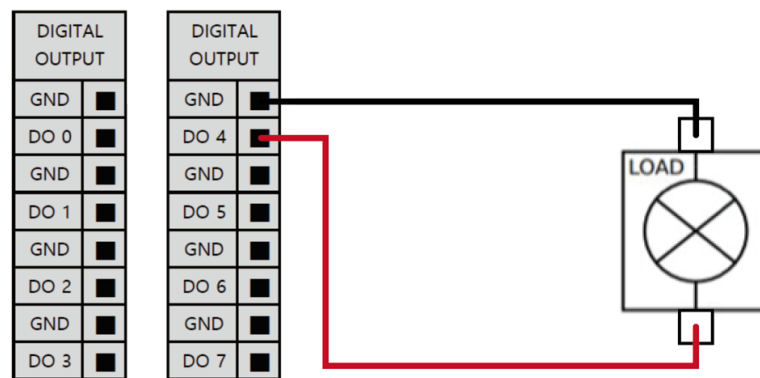 DIGITAL
OUTPUT
GND
DO 0
GND
DO 1
GND
DO 2
GND
DO 3
DIGITAL
OUTPUT
GND
DO 4
GND
DO 5
GND
DO 6
GND
DO 7
LOAD